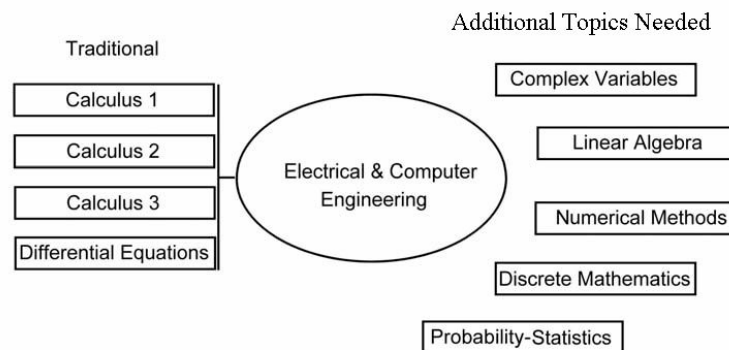 Traditional
Calculus 1
Calculus 2
Calculus 3
Differential Equations
Electrical & Computer
Engineering
Additional Topics Needed
Complex Variables
Linear Algebra
Numerical Methods
Discrete Mathematics
Probability-Statistics